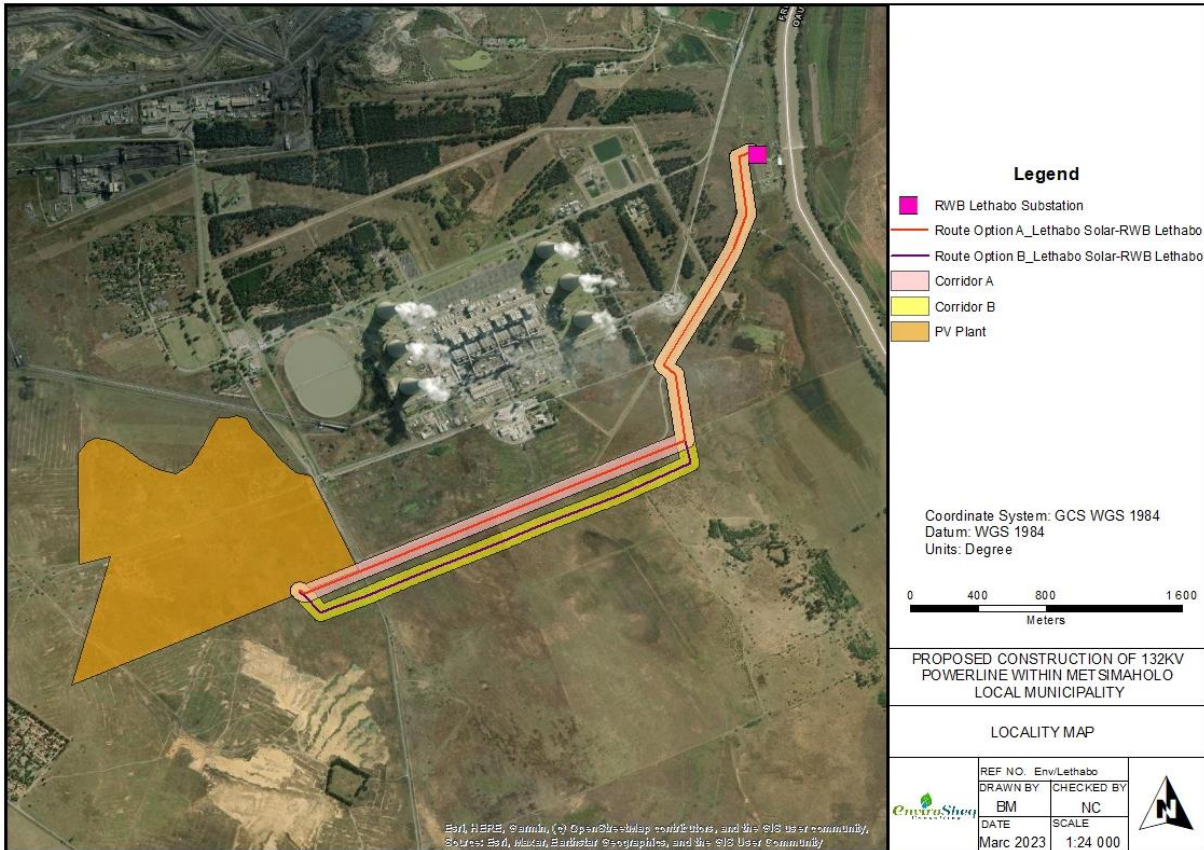 Legend
RWB Lethabo Substation
Route Option A_Lethabo Solar-RWB Lethabo
Route Option B_Lethabo Solar-RWB Lethabo
Corridor A
Corridor B
PV Plant
Coordinate System: GCS WGS 1984
Datum: WGS 1984
Units: Degree
0 400 800 1 600
Meters
PROPOSED CONSTRUCTION OF 132KV
POWERLINE WITHIN METSIMAHOLO
LOCAL MUNICIPALITY
LOCALITY MAP
REF NO. Env/Lethabo
DRAWN BY
BM
CHECKED BY
NC
DATE
Marc 2023
SCALE
1:24 000
EnviroSheq
N
Esri, HERE, Garmin, (c) OpenStreetMap contributors, and the GIS user community,
Source: Esri, Maxar, Earthstar Geographics, and the GIS User Community